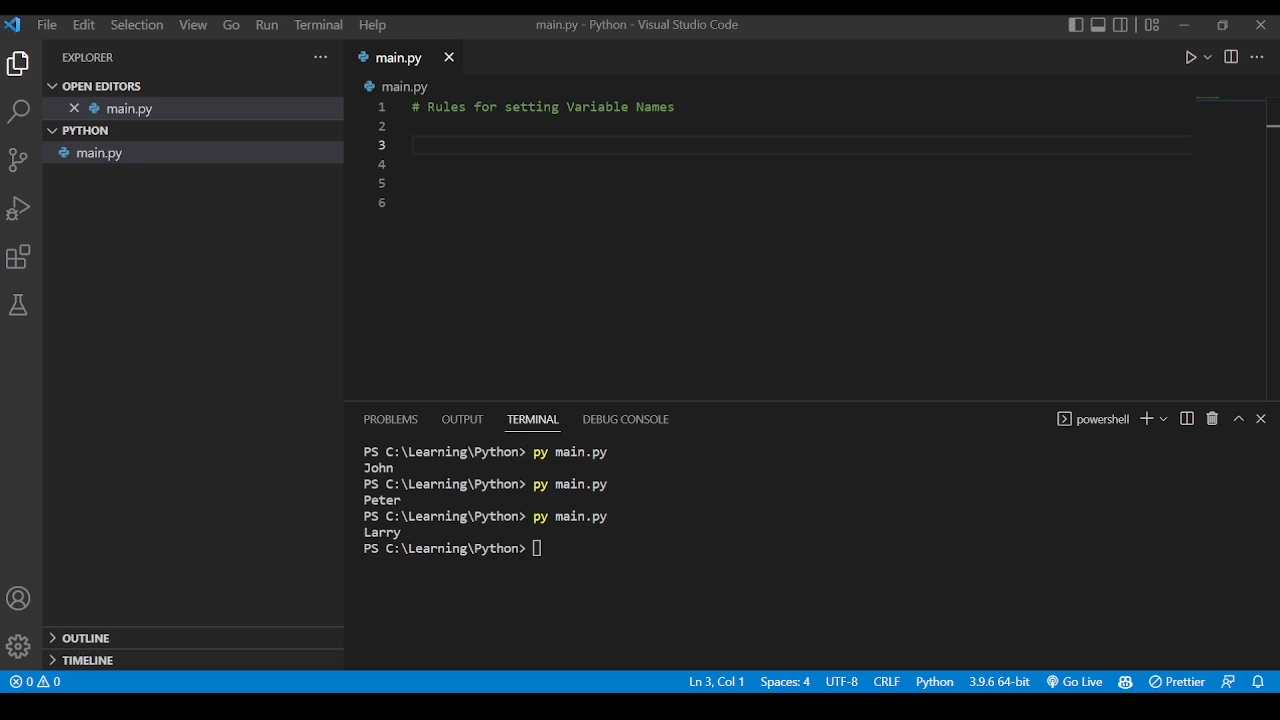 File Edit Selection View Go Run Terminal Help main.py - Python - Visual Studio Code
EXPLORER
OPEN EDITORS
main.py
PYTHON
main.py
OUTLINE
TIMELINE
main.py
main.py
1 # Rules for setting Variable Names
2
3
4
5
6
PROBLEMS OUTPUT TERMINAL DEBUG CONSOLE powershell
PS C:\Learning\Python> py main.py
John
PS C:\Learning\Python> py main.py
Peter
PS C:\Learning\Python> py main.py
Larry
PS C:\Learning\Python>
0 0 Ln 3, Col 1 Spaces: 4 UTF-8 CRLF Python 3.9.6 64-bit Go Live Prettier